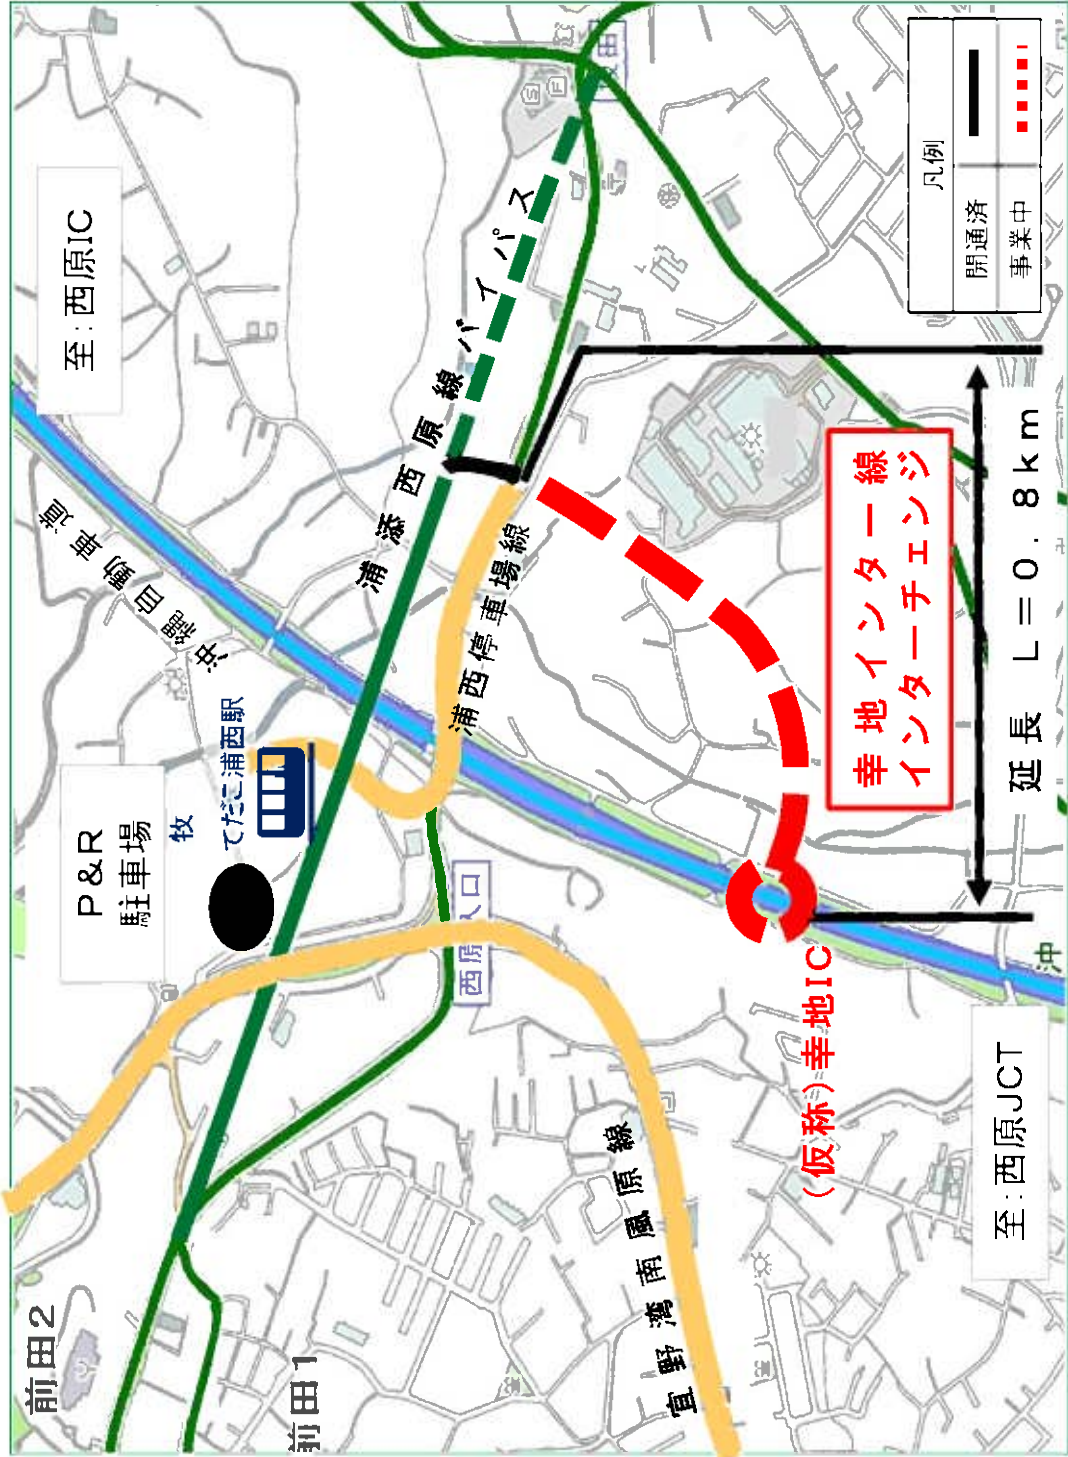 至:西原IC
沖縄自動車道
浦添西原線バイパス
凡例
開通済
事業中
P&R
駐車場
牧
てだこ浦西駅
浦西停車場線
幸地インター線
インターチェンジ
延長 L=0.8km
(仮称)幸地IC
至:西原JCT
宜野湾南風原線
前田2
前田1
沖